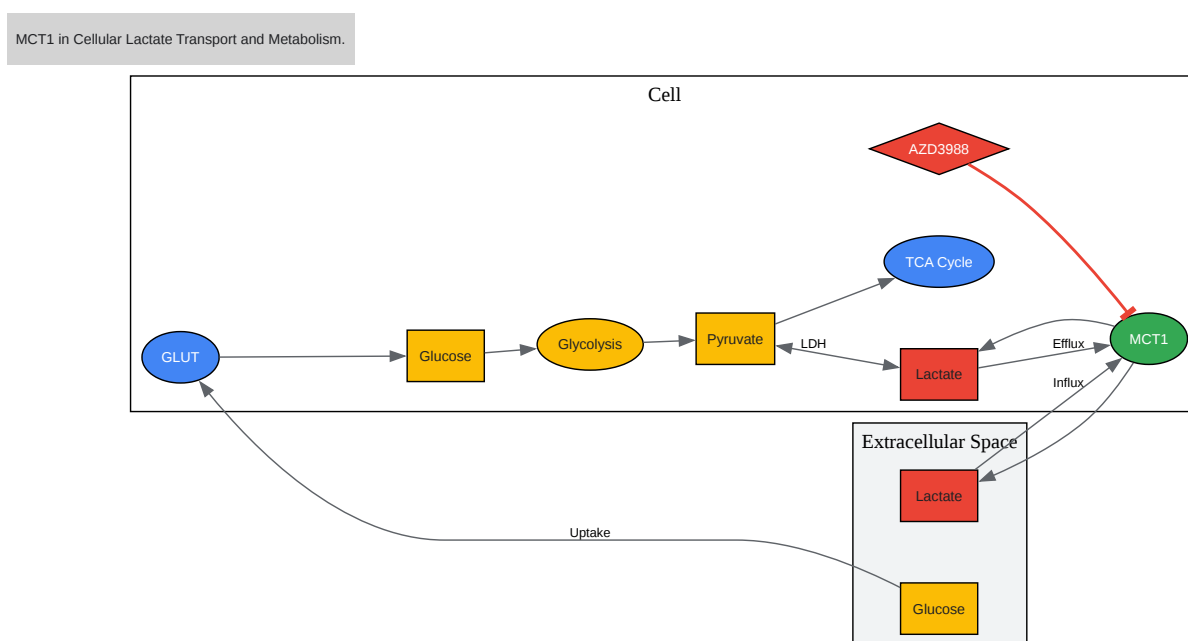 MCT1 in Cellular Lactate Transport and Metabolism.
Cell
AZD3988
TCA Cycle
GLUT
Glucose
Glycolysis
Pyruvate
LDH
Lactate
Efflux
MCT1
Influx
Extracellular Space
Lactate
Uptake
Glucose